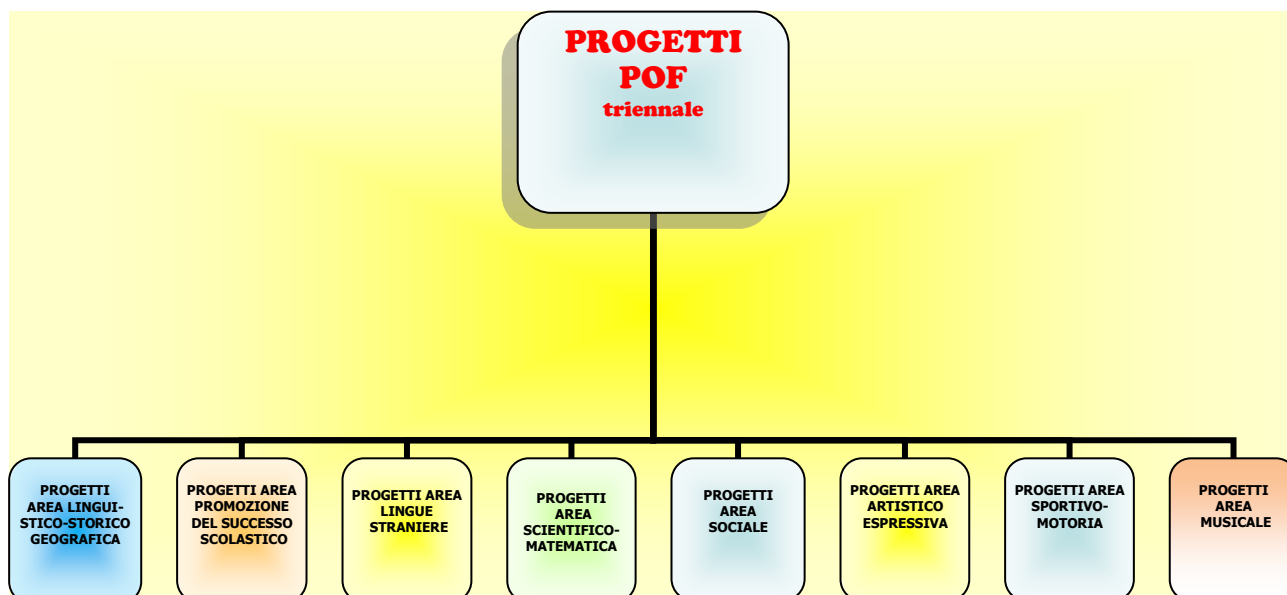 PROGETTI
POF
triennale
PROGETTI
AREA LINGUI-
STICO-STORICO
GEOGRAFICA
PROGETTI AREA
PROMOZIONE
DEL SUCCESSO
SCOLASTICO
PROGETTI AREA
LINGUE
STRANIERE
PROGETTI
AREA
SCIENTIFICO-
MATEMATICA
PROGETTI
AREA
SOCIALE
PROGETTI AREA
ARTISTICO
ESPRESSIVA
PROGETTI AREA
SPORTIVO-
MOTORIA
PROGETTI
AREA
MUSICALE